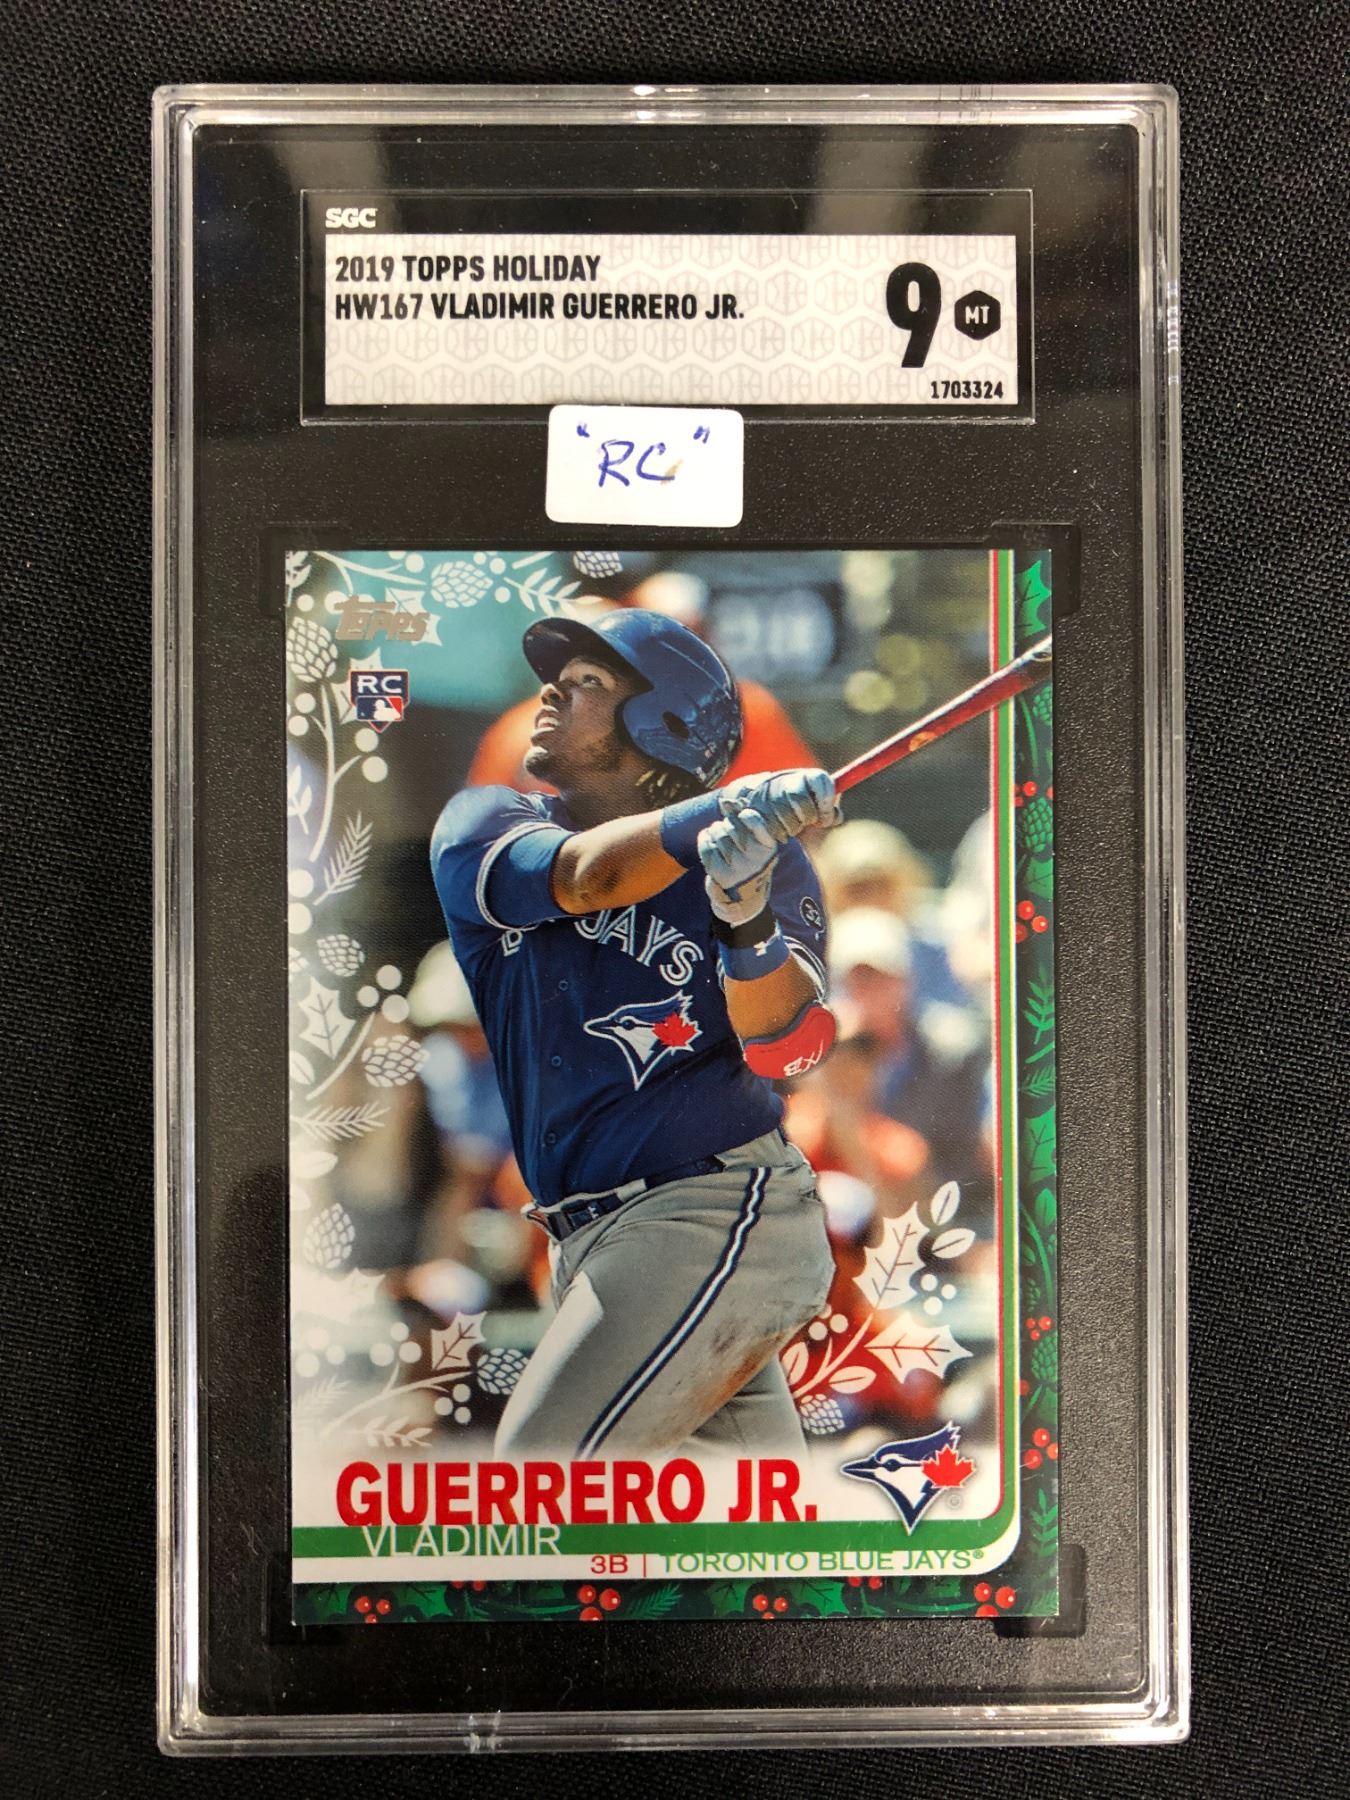 SGC
2019 TOPPS HOLIDAY
HW167 VLADIMIR GUERRERO JR.
9 MT
1703324
"RC"
TOPPS
RC
JAYS
GUERRERO JR.
VLADIMIR
3B | TORONTO BLUE JAYS®